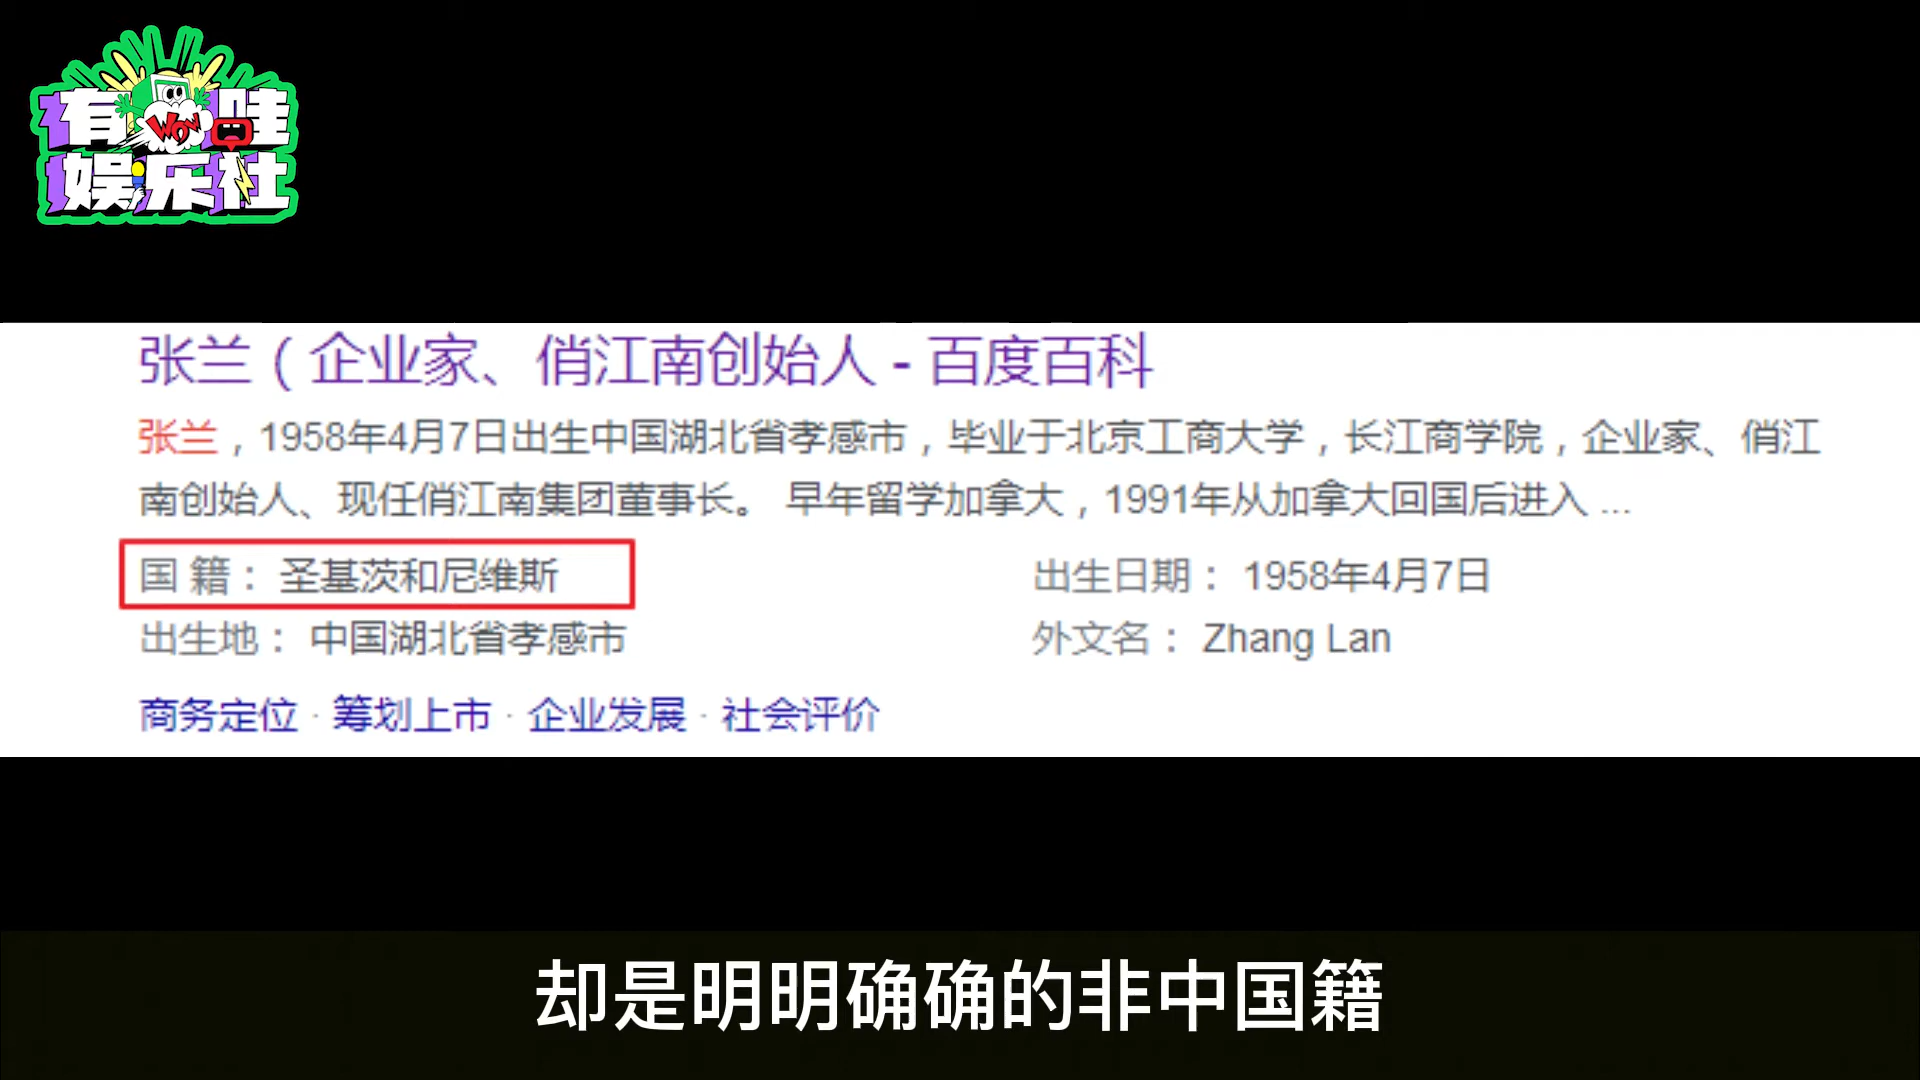 有哇
WOW
娱乐社
张兰（企业家、俏江南创始人 - 百度百科
张兰，1958年4月7日出生中国湖北省孝感市，毕业于北京工商大学，长江商学院，企业家、俏江
南创始人、现任俏江南集团董事长。 早年留学加拿大，1991年从加拿大回国后进入 ...
国 籍： 圣基茨和尼维斯
出生日期： 1958年4月7日
出生地： 中国湖北省孝感市
外文名： Zhang Lan
商务定位 · 筹划上市 · 企业发展 · 社会评价
却是明明确确的非中国籍